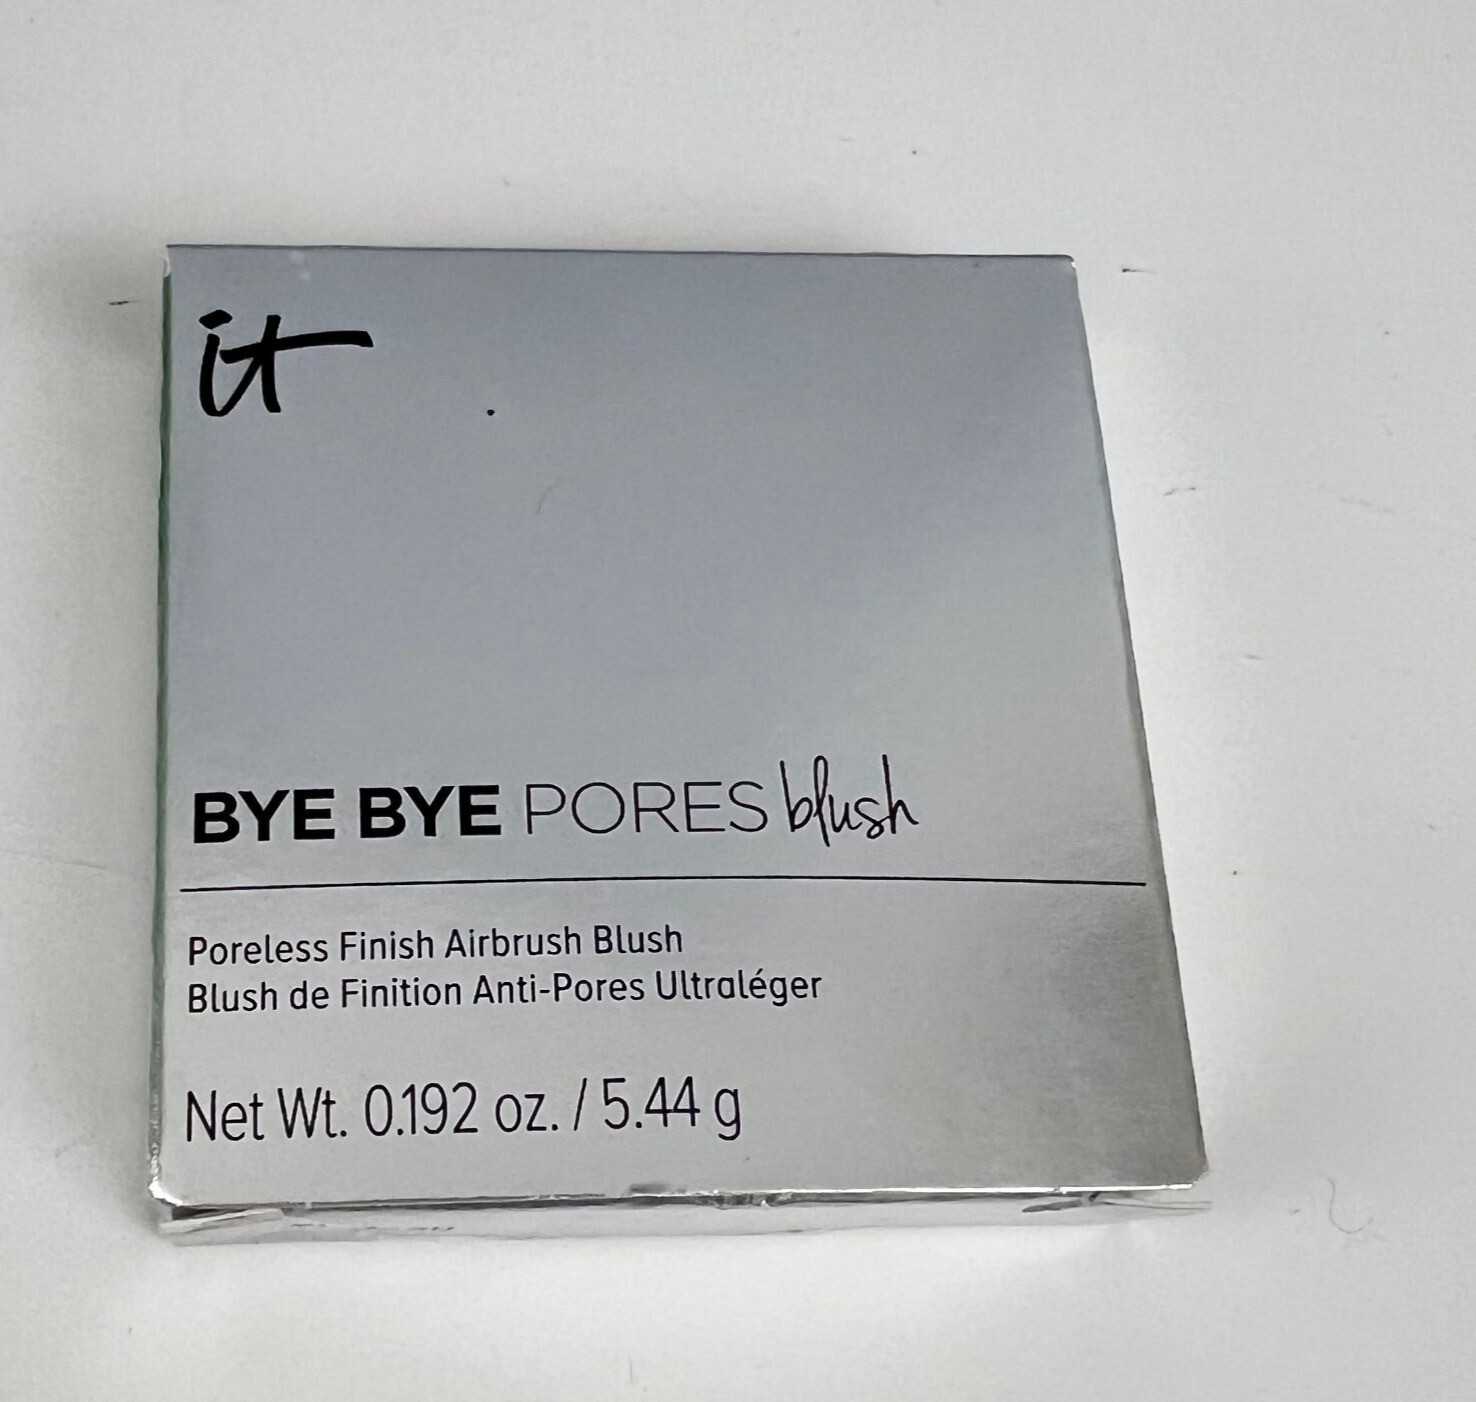 it
BYE BYE PORES blush
Poreless Finish Airbrush Blush
Blush de Finition Anti-Pores Ultraléger
Net Wt. 0.192 oz. / 5.44 g